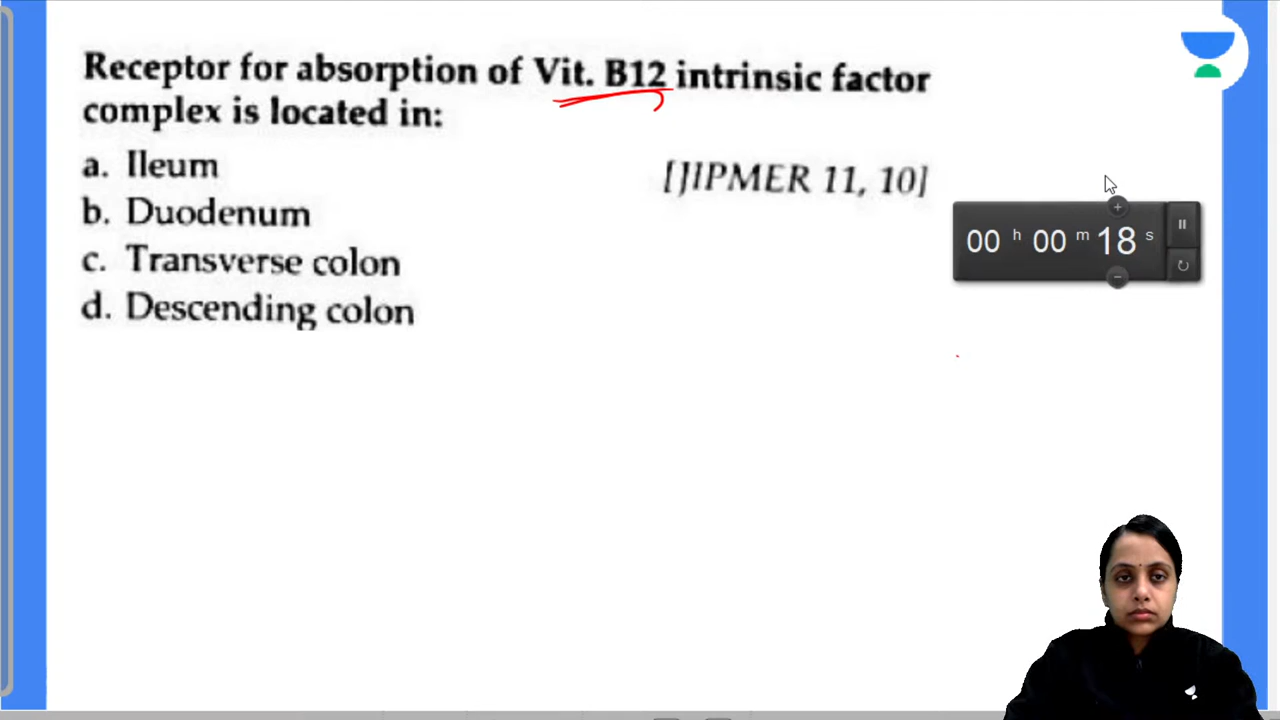 Receptor for absorption of Vit. B12 intrinsic factor
complex is located in:
a. Ileum
[JIPMER 11, 10]
b. Duodenum
c. Transverse colon
d. Descending colon
00 h 00 m 18 s